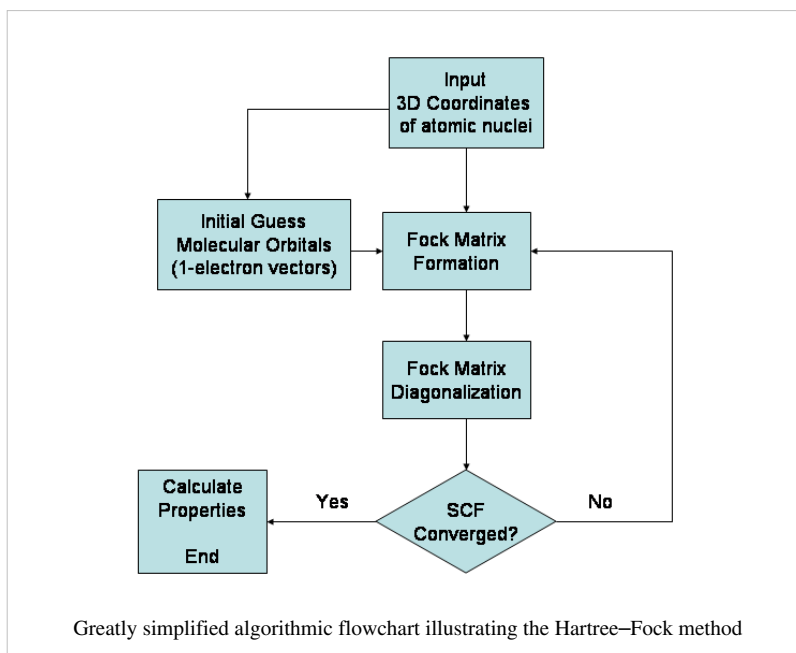 Input
3D Coordinates
of atomic nuclei
Initial Guess
Molecular Orbitals
(1-electron vectors)
Fock Matrix
Formation
Fock Matrix
Diagonalization
Calculate
Properties
End
Yes
SCF
Converged?
No
Greatly simplified algorithmic flowchart illustrating the Hartree–Fock method